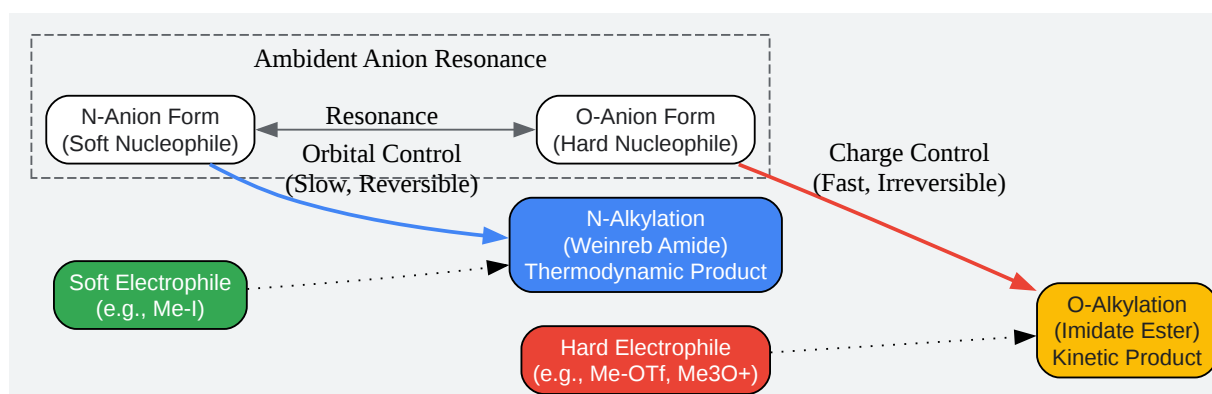 Ambident Anion Resonance
N-Anion Form
(Soft Nucleophile)
Resonance
O-Anion Form
(Hard Nucleophile)
Orbital Control
(Slow, Reversible)
Charge Control
(Fast, Irreversible)
N-Alkylation
(Weinreb Amide)
Thermodynamic Product
Soft Electrophile
(e.g., Me-I)
Hard Electrophile
(e.g., Me-OTf, Me3O+)
O-Alkylation
(Imidate Ester)
Kinetic Product